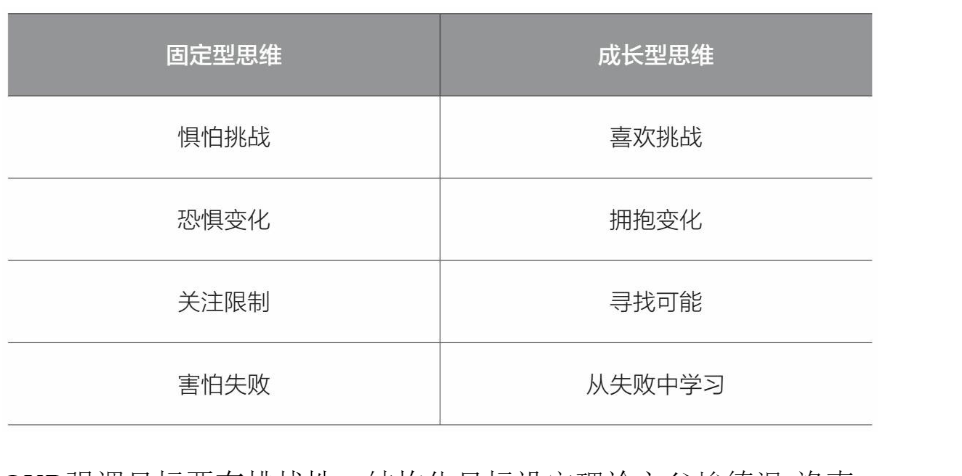 固定型思维 成长型思维
惧怕挑战 喜欢挑战
恐惧变化 拥抱变化
关注限制 寻找可能
害怕失败 从失败中学习